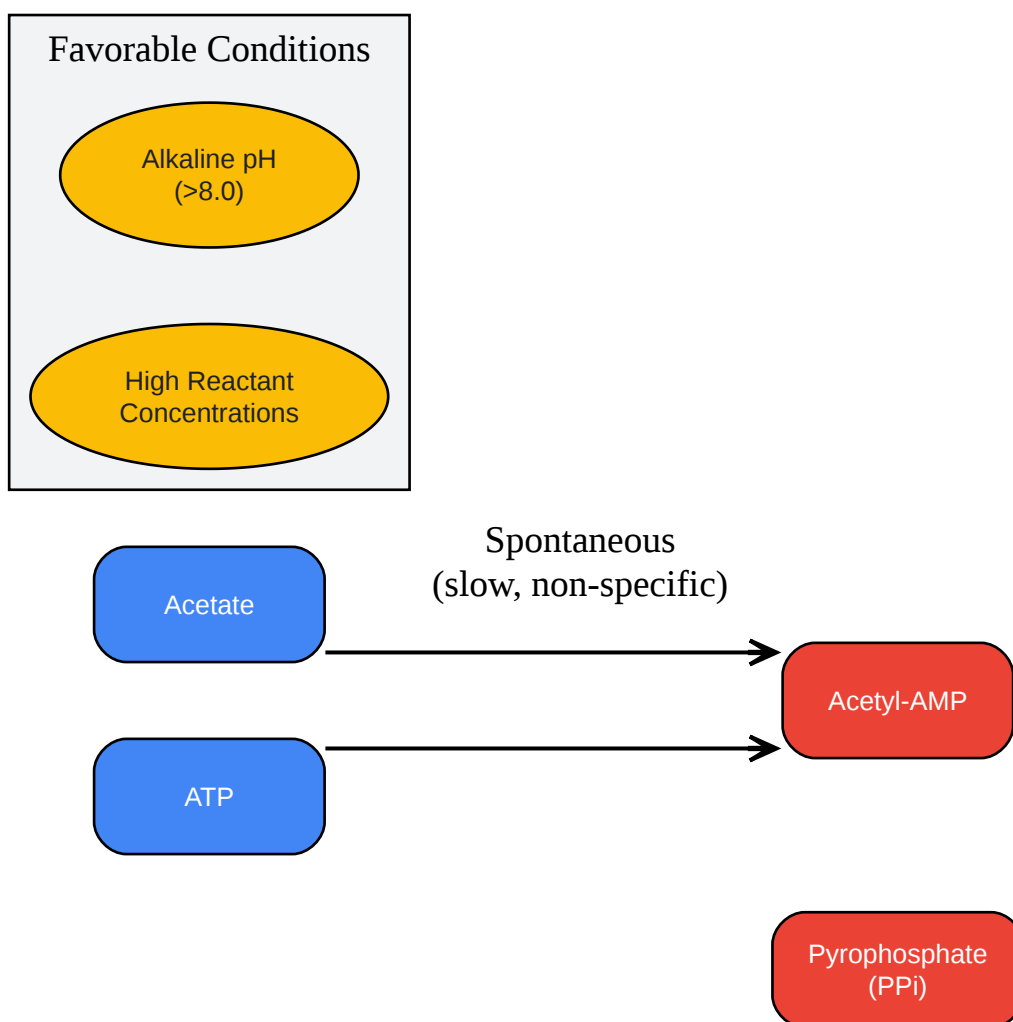 Favorable Conditions
Alkaline pH
(>8.0)
High Reactant
Concentrations
Spontaneous
(slow, non-specific)
Acetate
Acetyl-AMP
ATP
Pyrophosphate
(PPi)